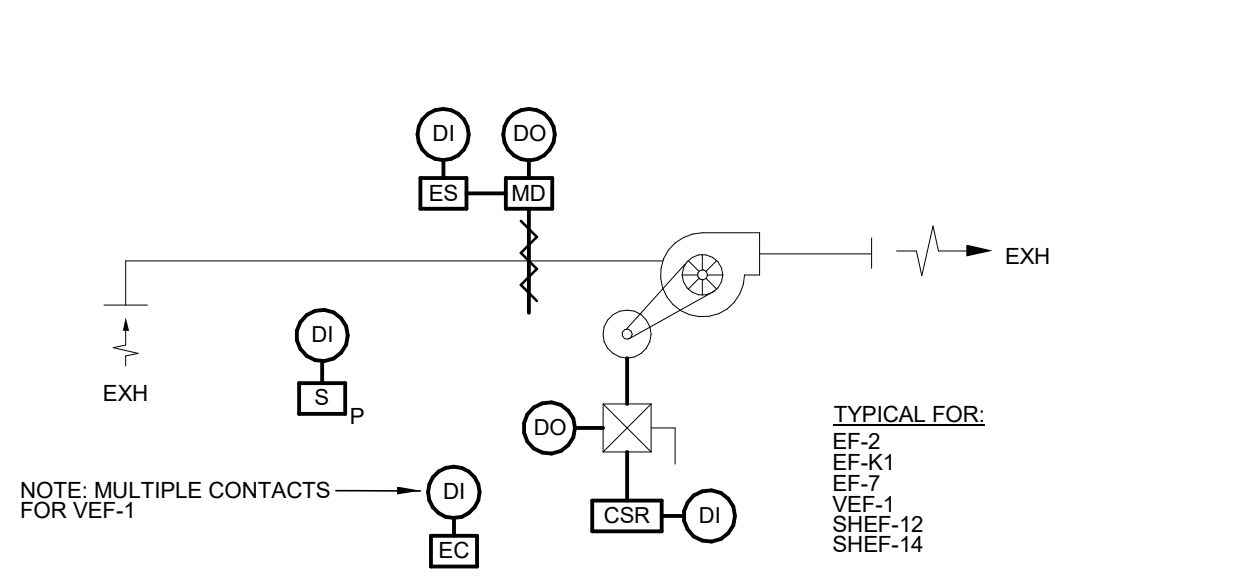 DI
DO
ES
MD
EXH
DI
EXH
S
P
DO
TYPICAL FOR:
EF-2
EF-K1
EF-7
VEF-1
SHEF-12
SHEF-14
NOTE: MULTIPLE CONTACTS
FOR VEF-1
DI
CSR
DI
EC